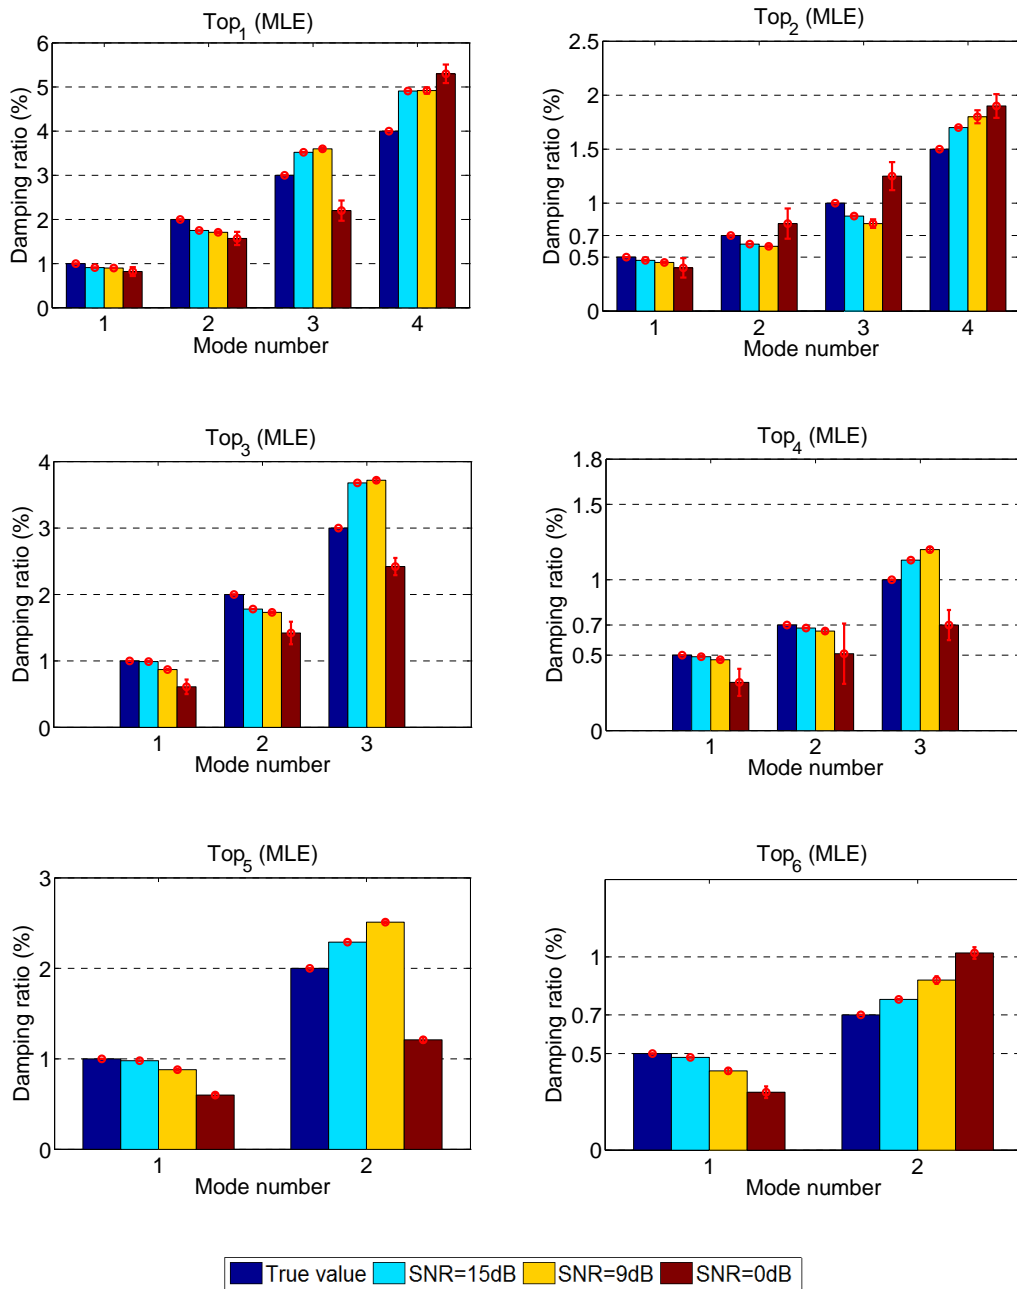 Top1 (MLE)
Damping ratio (%)
6
5
4
3
2
1
0
1 2 3 4
Mode number
Top2 (MLE)
Damping ratio (%)
2.5
2
1.5
1
0.7
0.5
0
1 2 3 4
Mode number
Top3 (MLE)
Damping ratio (%)
4
3
2
1
0
1 2 3
Mode number
Top4 (MLE)
Damping ratio (%)
1.8
1.5
1
0.7
0.5
0
1 2 3
Mode number
Top5 (MLE)
Damping ratio (%)
3
2
1
0
1 2
Mode number
Top6 (MLE)
Damping ratio (%)
1
0.7
0.5
0
1 2
Mode number
True value SNR=15dB SNR=9dB SNR=0dB